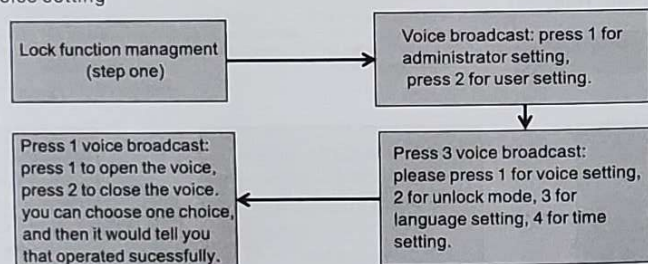 setting
Lock function managment
(step one)
Voice broadcast: press 1 for
administrator setting,
press 2 for user setting.
Press 3 voice broadcast:
please press 1 for voice setting,
2 for unlock mode, 3 for
language setting, 4 for time
setting.
Press 1 voice broadcast:
press 1 to open the voice,
press 2 to close the voice.
you can choose one choice,
and then it would tell you
that operated sucessfully.